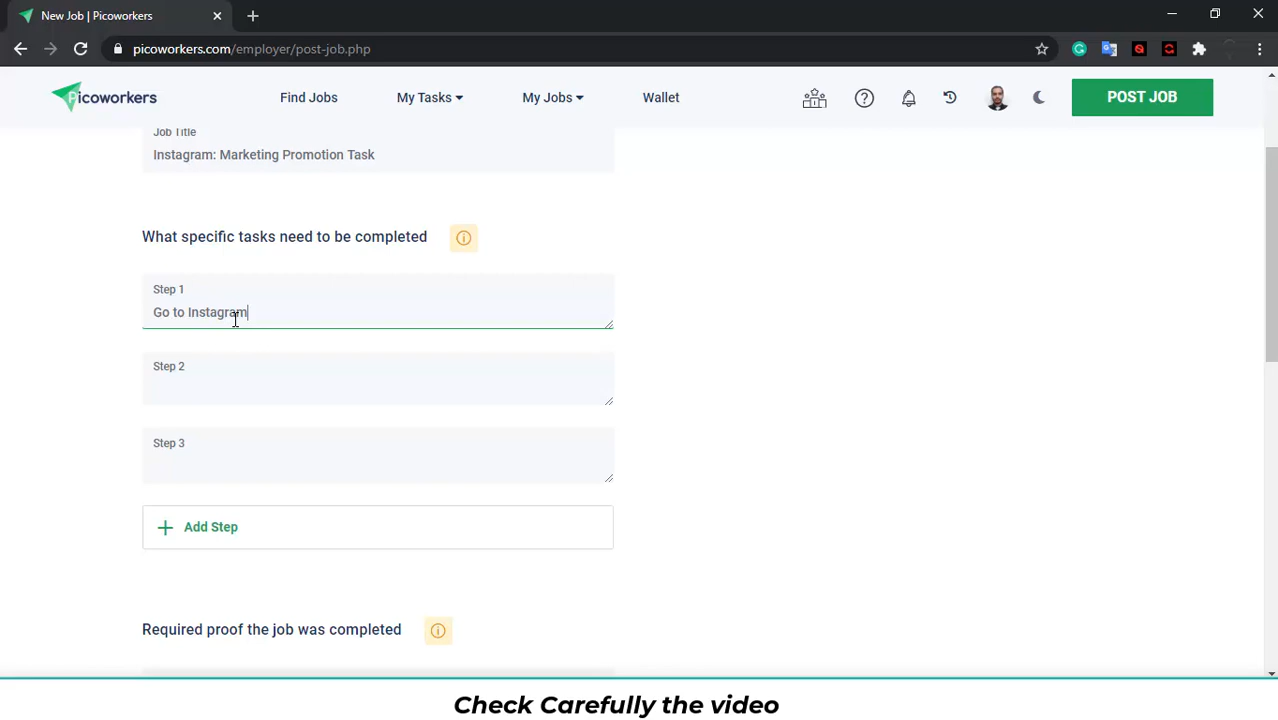 New Job | Picoworkers
picoworkers.com/employer/post-job.php
Picoworkers
Find Jobs
My Tasks
My Jobs
Wallet
POST JOB
Job Title
Instagram: Marketing Promotion Task
What specific tasks need to be completed
Step 1
Go to Instagram
Step 2
Step 3
Add Step
Required proof the job was completed
Check Carefully the video